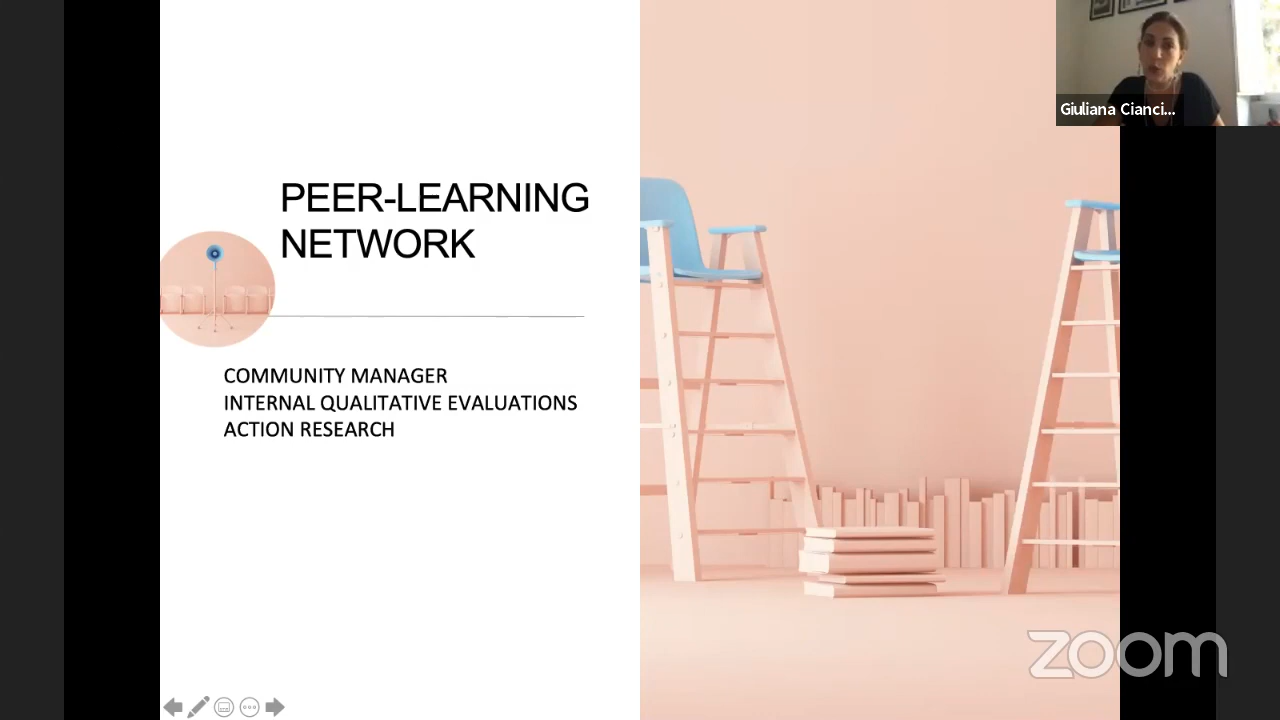 PEER-LEARNING
NETWORK
COMMUNITY MANAGER
INTERNAL QUALITATIVE EVALUATIONS
ACTION RESEARCH
Giuliana Cianci...
zoom